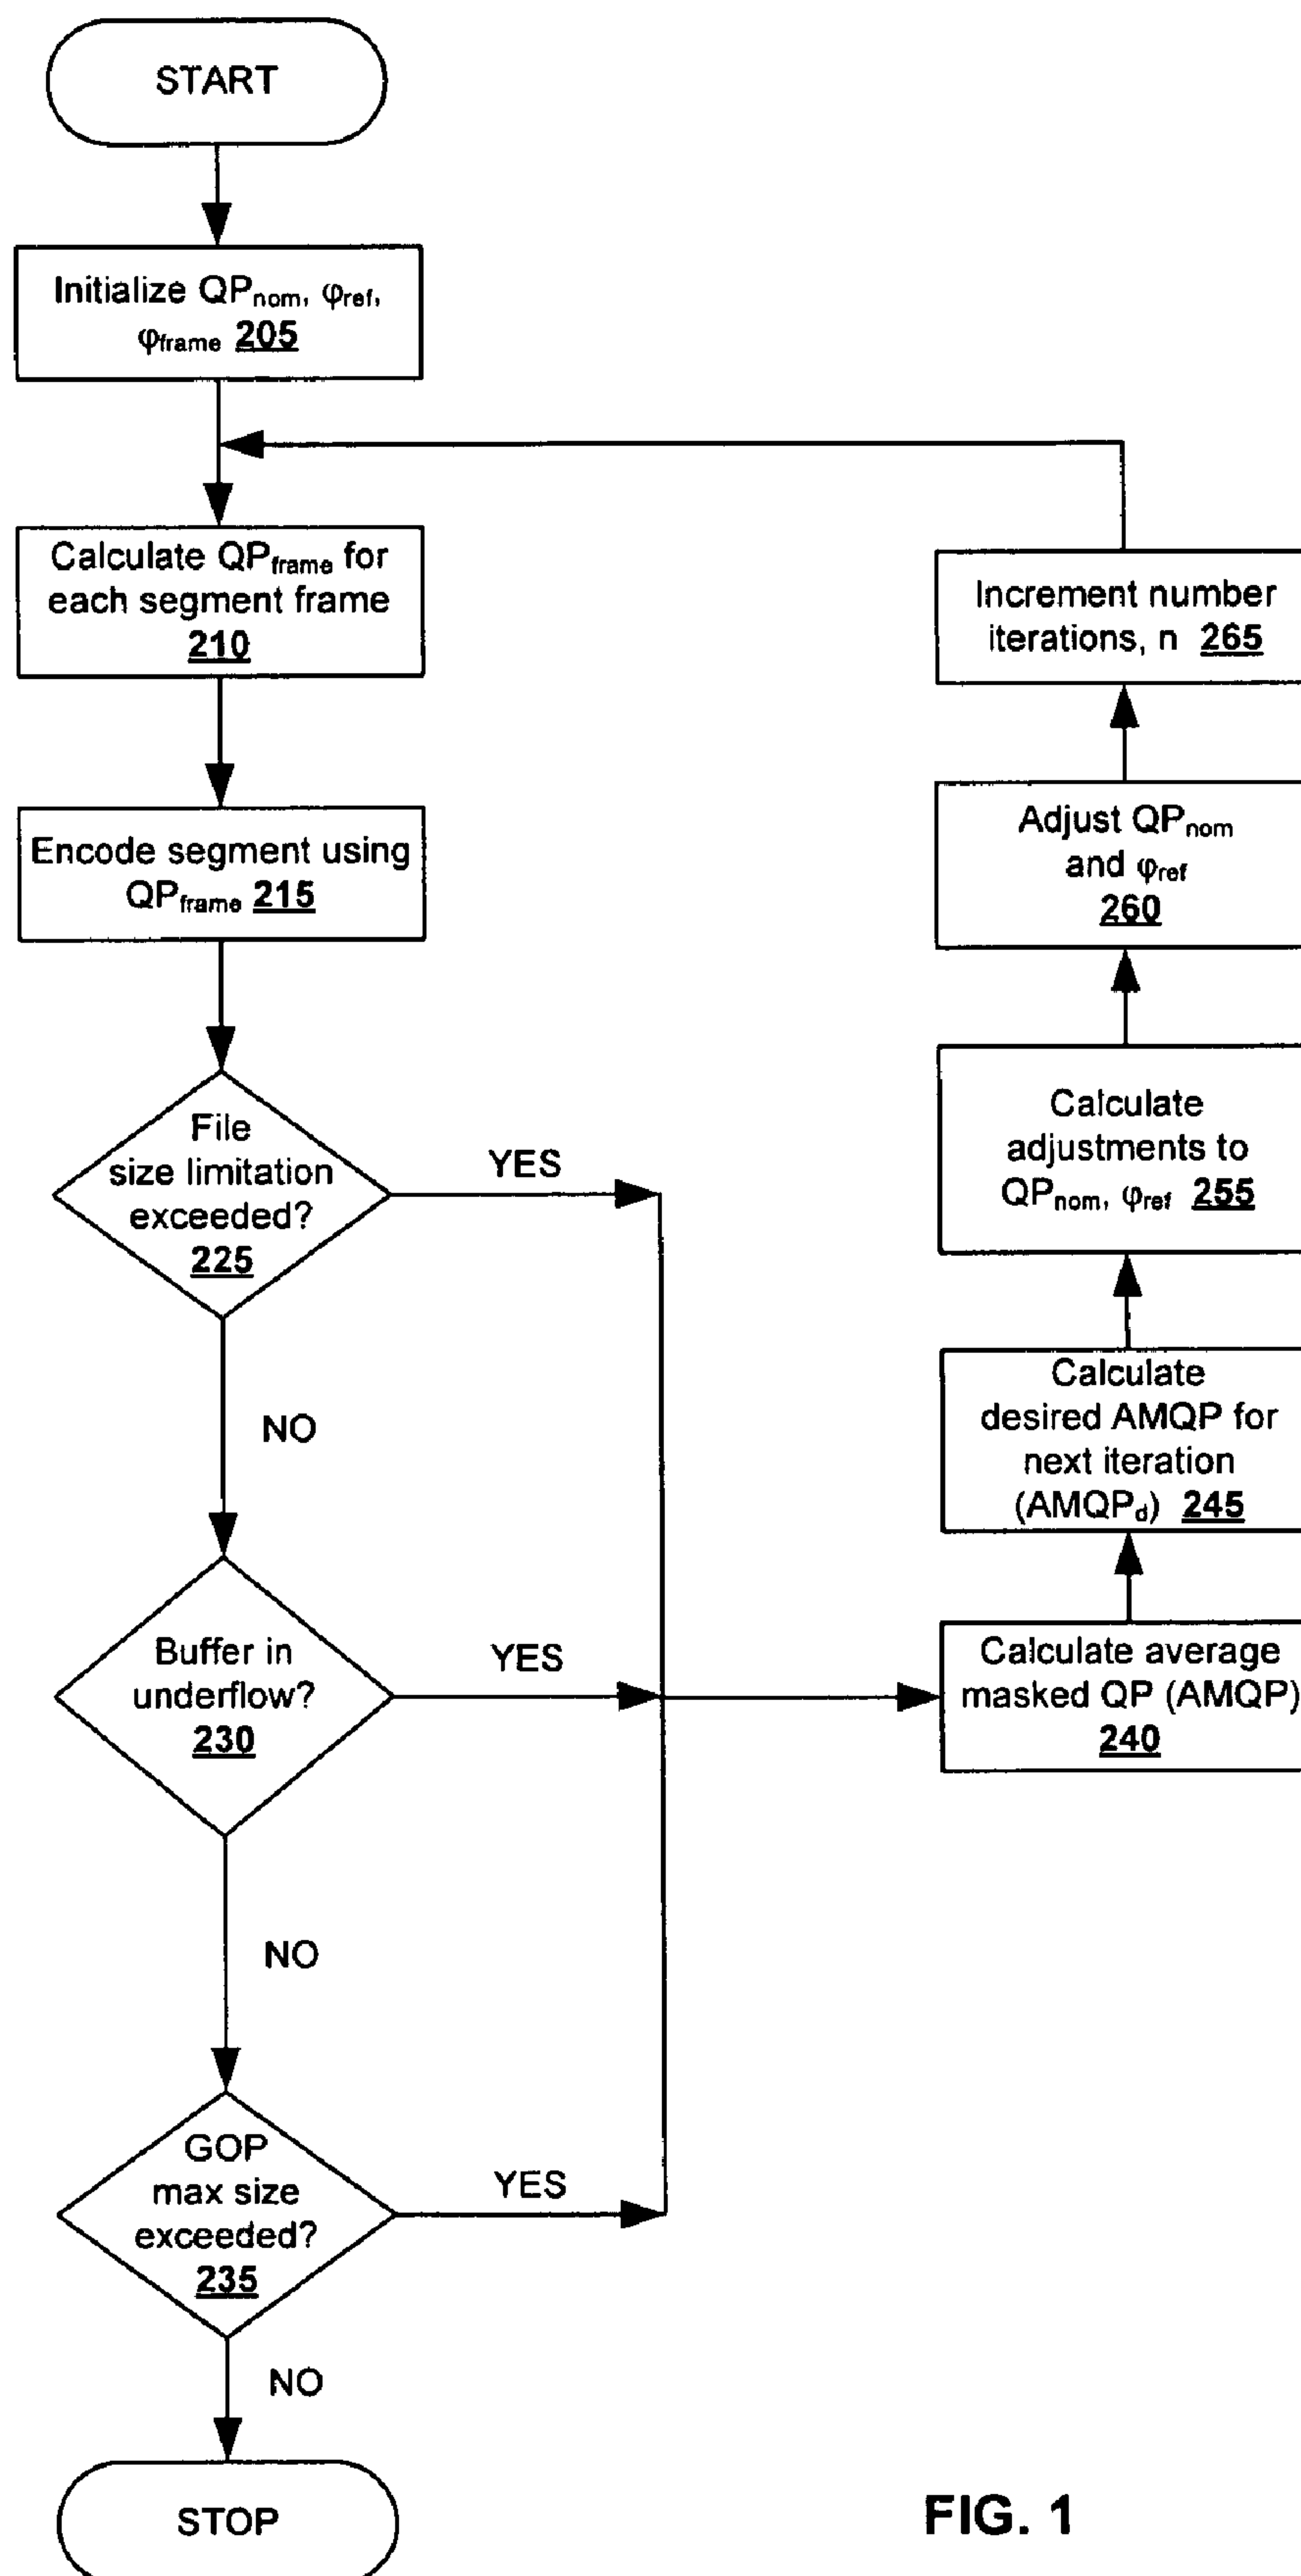 START
Initialize QPnom, φref,
φframe 205
Calculate QPframe for
each segment frame
210
Encode segment using
QPframe 215
File
size limitation
exceeded?
225
YES
NO
Buffer in
underflow?
230
YES
NO
GOP
max size
exceeded?
235
YES
NO
STOP
Increment number
iterations, n 265
Adjust QPnom
and φref
260
Calculate
adjustments to
QPnom, φref 255
Calculate
desired AMQP for
next iteration
(AMQPd) 245
Calculate average
masked QP (AMQP)
240
FIG. 1